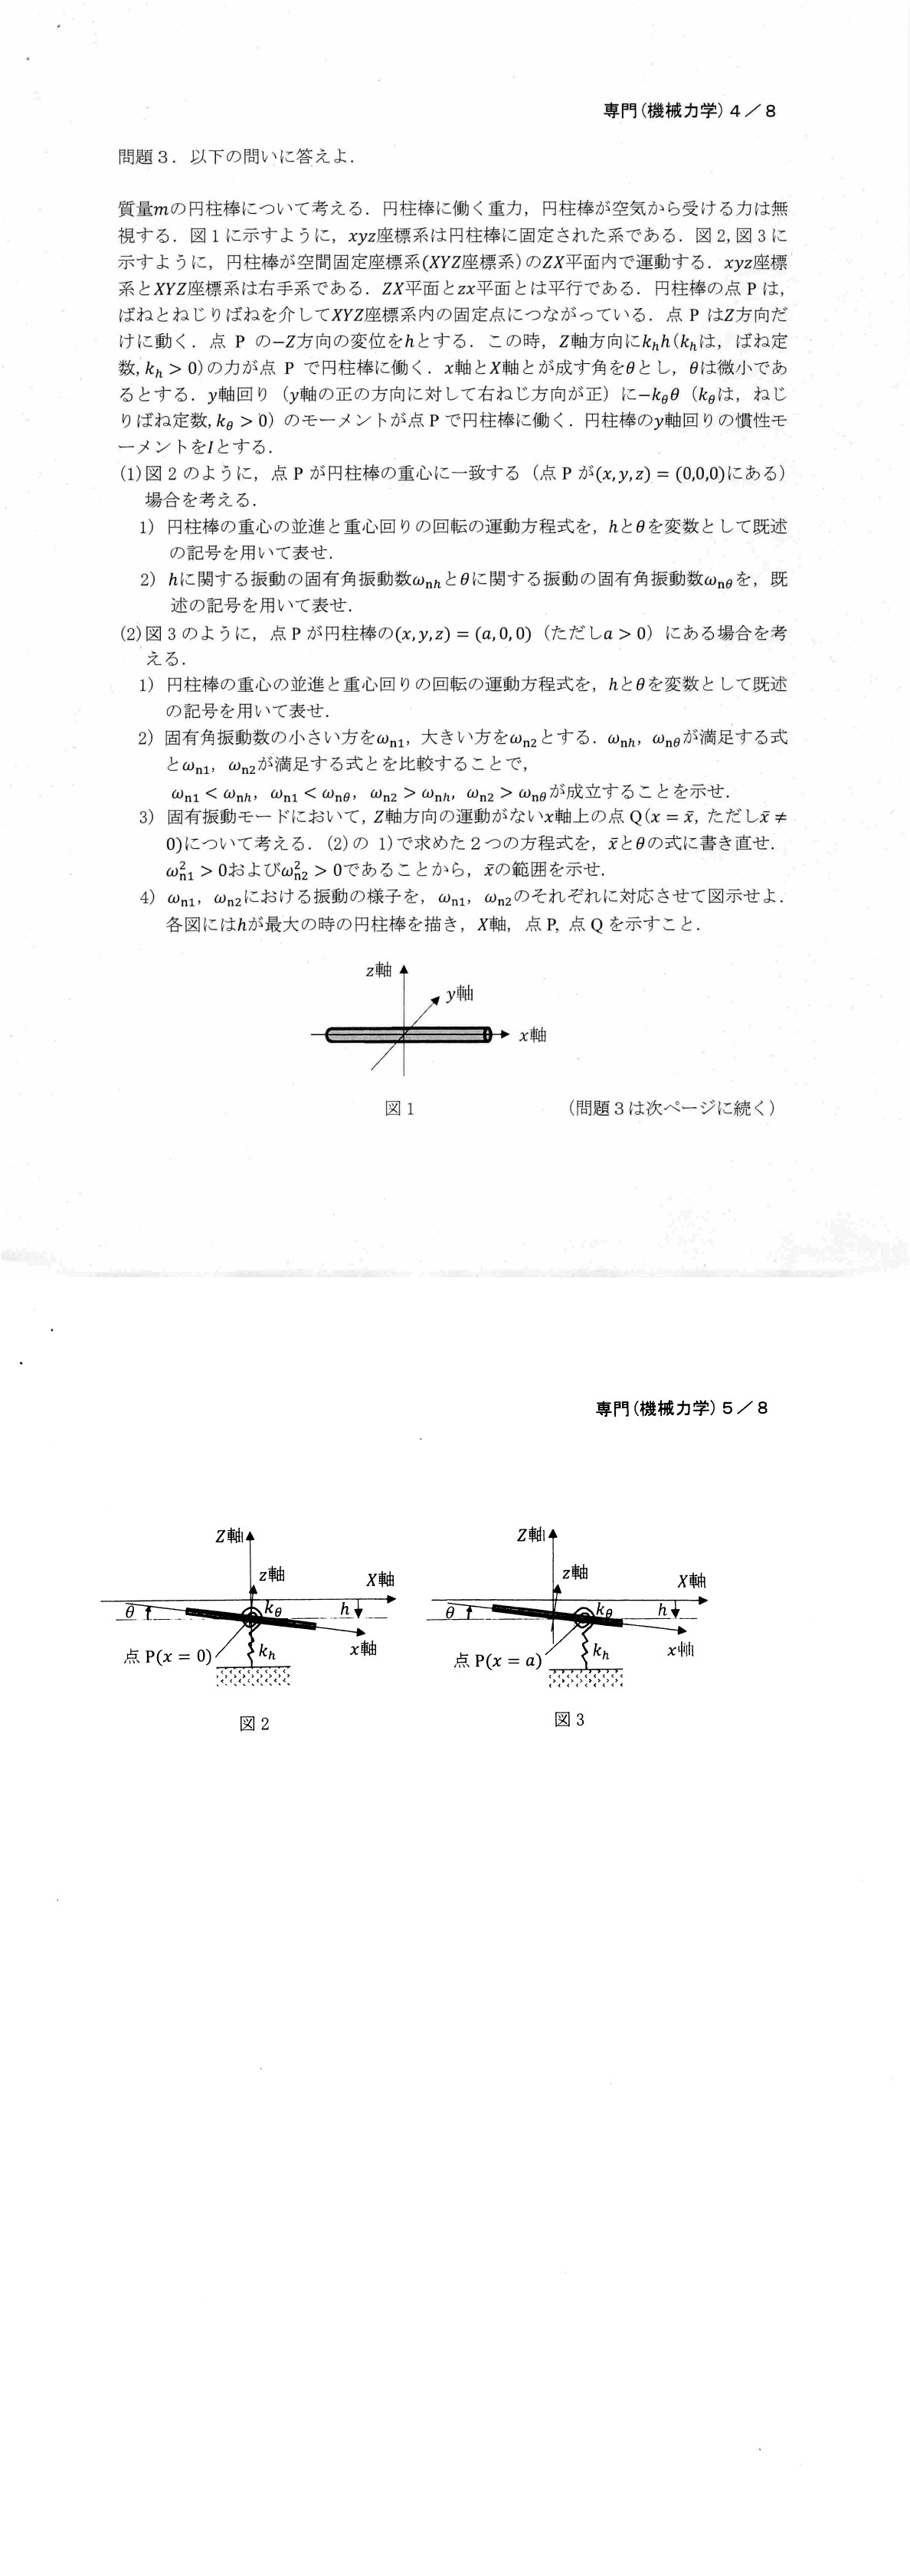 専門(機械力学) 4/8
問題3．以下の問いに答えよ．
質量mの円柱棒について考える．円柱棒に働く重力，円柱棒が空気から受ける力は無
視する．図1に示すように，xyz座標系は円柱棒に固定された系である．図2,図3に
示すように，円柱棒が空間固定座標系(XYZ座標系)のZX平面内で運動する．xyz座標
系とXYZ座標系は右手系である．ZX平面とzx平面とは平行である．円柱棒の点Pは，
ばねとねじりばねを介してXYZ座標系内の固定点につながっている．点PはZ方向だ
けに動く．点Pの−Z方向の変位をhとする．この時，Z軸方向にk_h h(k_hは，ばね定
数, k_h > 0)の力が点Pで円柱棒に働く．x軸とX軸とが成す角をθとし，θは微小であ
るとする．y軸回り（y軸の正の方向に対して右ねじ方向が正）に−k_θ θ（k_θは，ねじ
りばね定数, k_θ > 0）のモーメントが点Pで円柱棒に働く．円柱棒のy軸回りの慣性モ
ーメントをIとする．
(1)図2のように，点Pが円柱棒の重心に一致する（点Pが(x, y, z) = (0,0,0)にある）
場合を考える．
1) 円柱棒の重心の並進と重心回りの回転の運動方程式を，hとθを変数として既述
の記号を用いて表せ．
2) hに関する振動の固有角振動数ω_nhとθに関する振動の固有角振動数ω_nθを，既
述の記号を用いて表せ．
(2)図3のように，点Pが円柱棒の(x, y, z) = (a, 0, 0)（ただしa > 0）にある場合を考
える．
1) 円柱棒の重心の並進と重心回りの回転の運動方程式を，hとθを変数として既述
の記号を用いて表せ．
2) 固有角振動数の小さい方をω_n1，大きい方をω_n2とする．ω_nh，ω_nθが満足する式
とω_n1，ω_n2が満足する式とを比較することで，
ω_n1 < ω_nh，ω_n1 < ω_nθ，ω_n2 > ω_nh，ω_n2 > ω_nθが成立することを示せ．
3) 固有振動モードにおいて，Z軸方向の運動がないx軸上の点Q(x = x̄，ただしx̄ ≠
0)について考える．(2)の1)で求めた2つの方程式を，x̄とθの式に書き直せ．
ω²_n1 > 0およびω²_n2 > 0であることから，x̄の範囲を示せ．
4) ω_n1，ω_n2における振動の様子を，ω_n1，ω_n2のそれぞれに対応させて図示せよ．
各図にはhが最大の時の円柱棒を描き，X軸，点P, 点Qを示すこと．
z軸
y軸
x軸
図1
（問題3は次ページに続く）
専門(機械力学) 5/8
Z軸
z軸
X軸
θ
k_θ
h
点P(x = 0)
k_h
x軸
図2
Z軸
z軸
X軸
θ
k_θ
h
点P(x = a)
k_h
x軸
図3